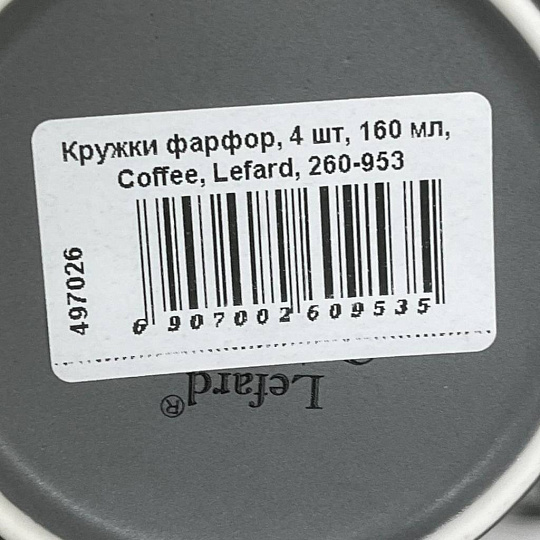 Кружки фарфор, 4 шт, 160 мл,
Coffee, Lefard, 260-953
497026
6 907002 609535
Lefard®